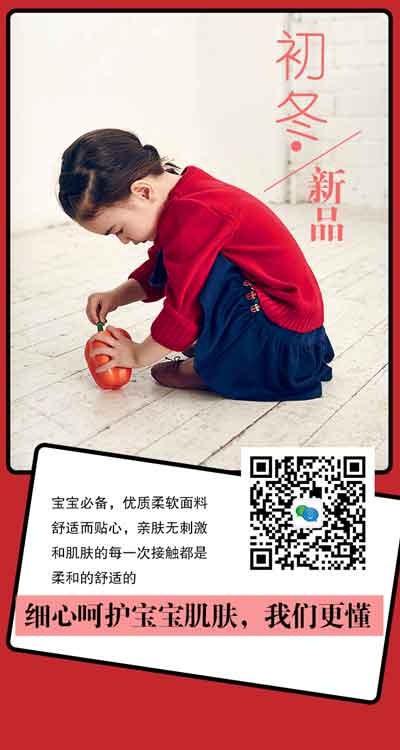 初冬·
新品
宝宝必备，优质柔软面料
舒适而贴心，亲肤无刺激
和肌肤的每一次接触都是
柔和的舒适的
细心呵护宝宝肌肤，我们更懂